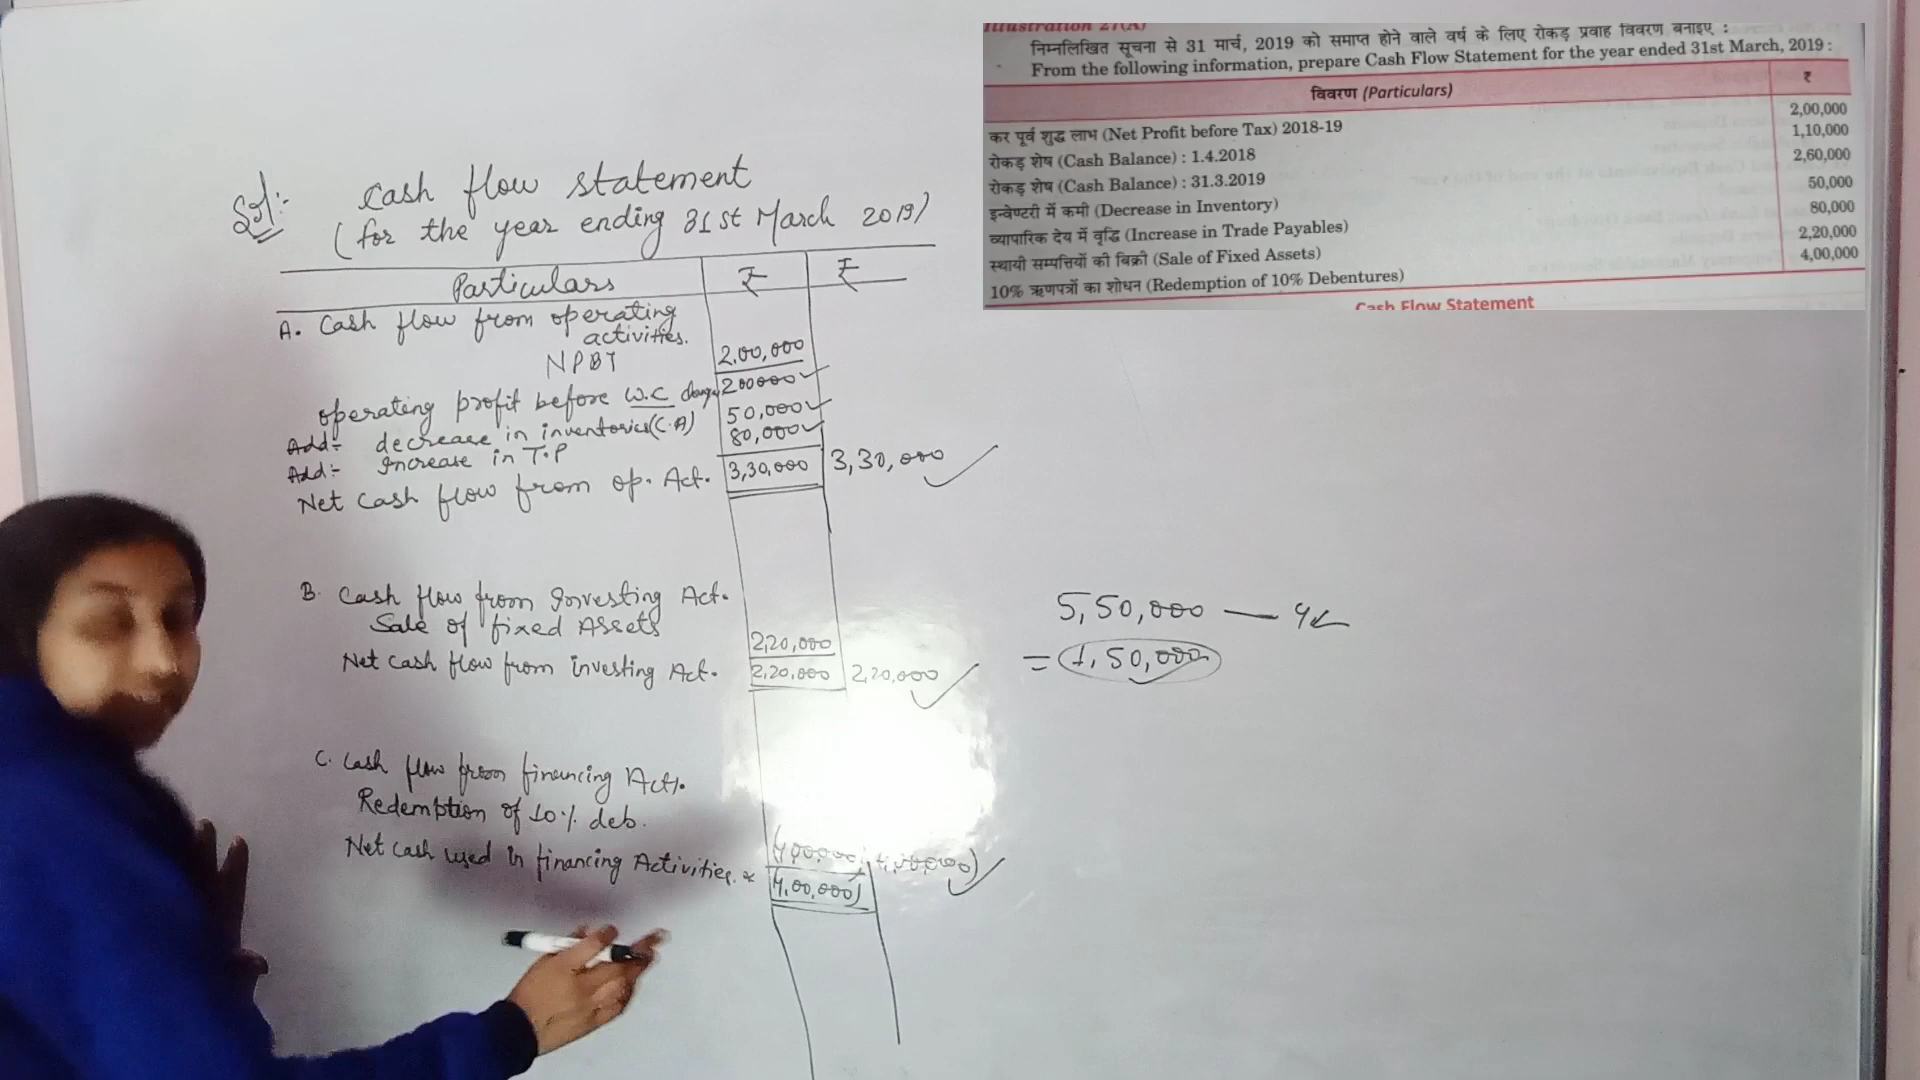 Illustration 27(A)
निम्नलिखित सूचना से 31 मार्च, 2019 को समाप्त होने वाले वर्ष के लिए रोकड़ प्रवाह विवरण बनाइए :
From the following information, prepare Cash Flow Statement for the year ended 31st March, 2019 :
विवरण (Particulars) ₹
कर पूर्व शुद्ध लाभ (Net Profit before Tax) 2018-19 2,00,000
रोकड़ शेष (Cash Balance) : 1.4.2018 1,10,000
रोकड़ शेष (Cash Balance) : 31.3.2019 2,60,000
इन्वेण्टरी में कमी (Decrease in Inventory) 50,000
व्यापारिक देय में वृद्धि (Increase in Trade Payables) 80,000
स्थायी सम्पत्तियों की बिक्री (Sale of Fixed Assets) 2,20,000
10% ऋणपत्रों का शोधन (Redemption of 10% Debentures) 4,00,000
Cash Flow Statement
Sol:- Cash flow statement
(for the year ending 31st March 2019)
Particulars ₹ ₹
A. Cash flow from operating
activities.
NPBT 2,00,000
operating profit before W.C changes 200000
Add:- decrease in inventories(C.A) 50,000
Add:- Increase in T.P 80,000
Net Cash flow from op. Act. 3,30,000 3,30,000
B. Cash flow from Investing Act.
Sale of fixed Assets 2,20,000
Net cash flow from investing Act. 2,20,000 2,20,000
C. Cash flow from financing Act.
Redemption of 10% deb. (4,00,000)
Net cash used in financing Activities. (4,00,000) (4,00,000)
5,50,000 — 4L
= 1,50,000